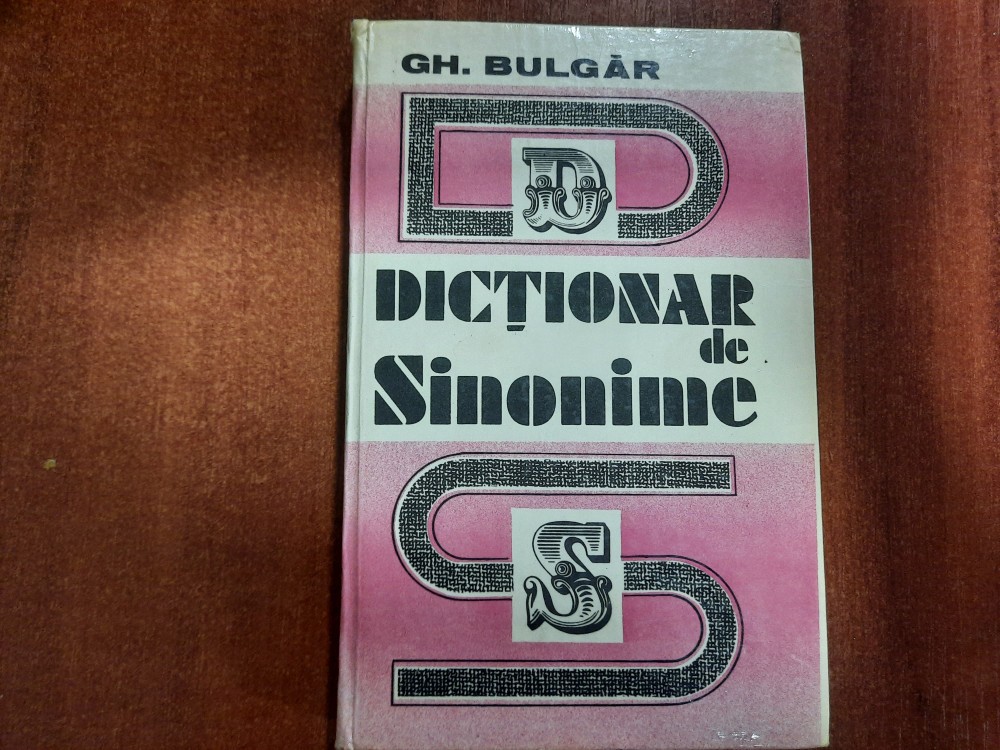 GH. BULGĂR
D
DICȚIONAR
de
Sinonime
S